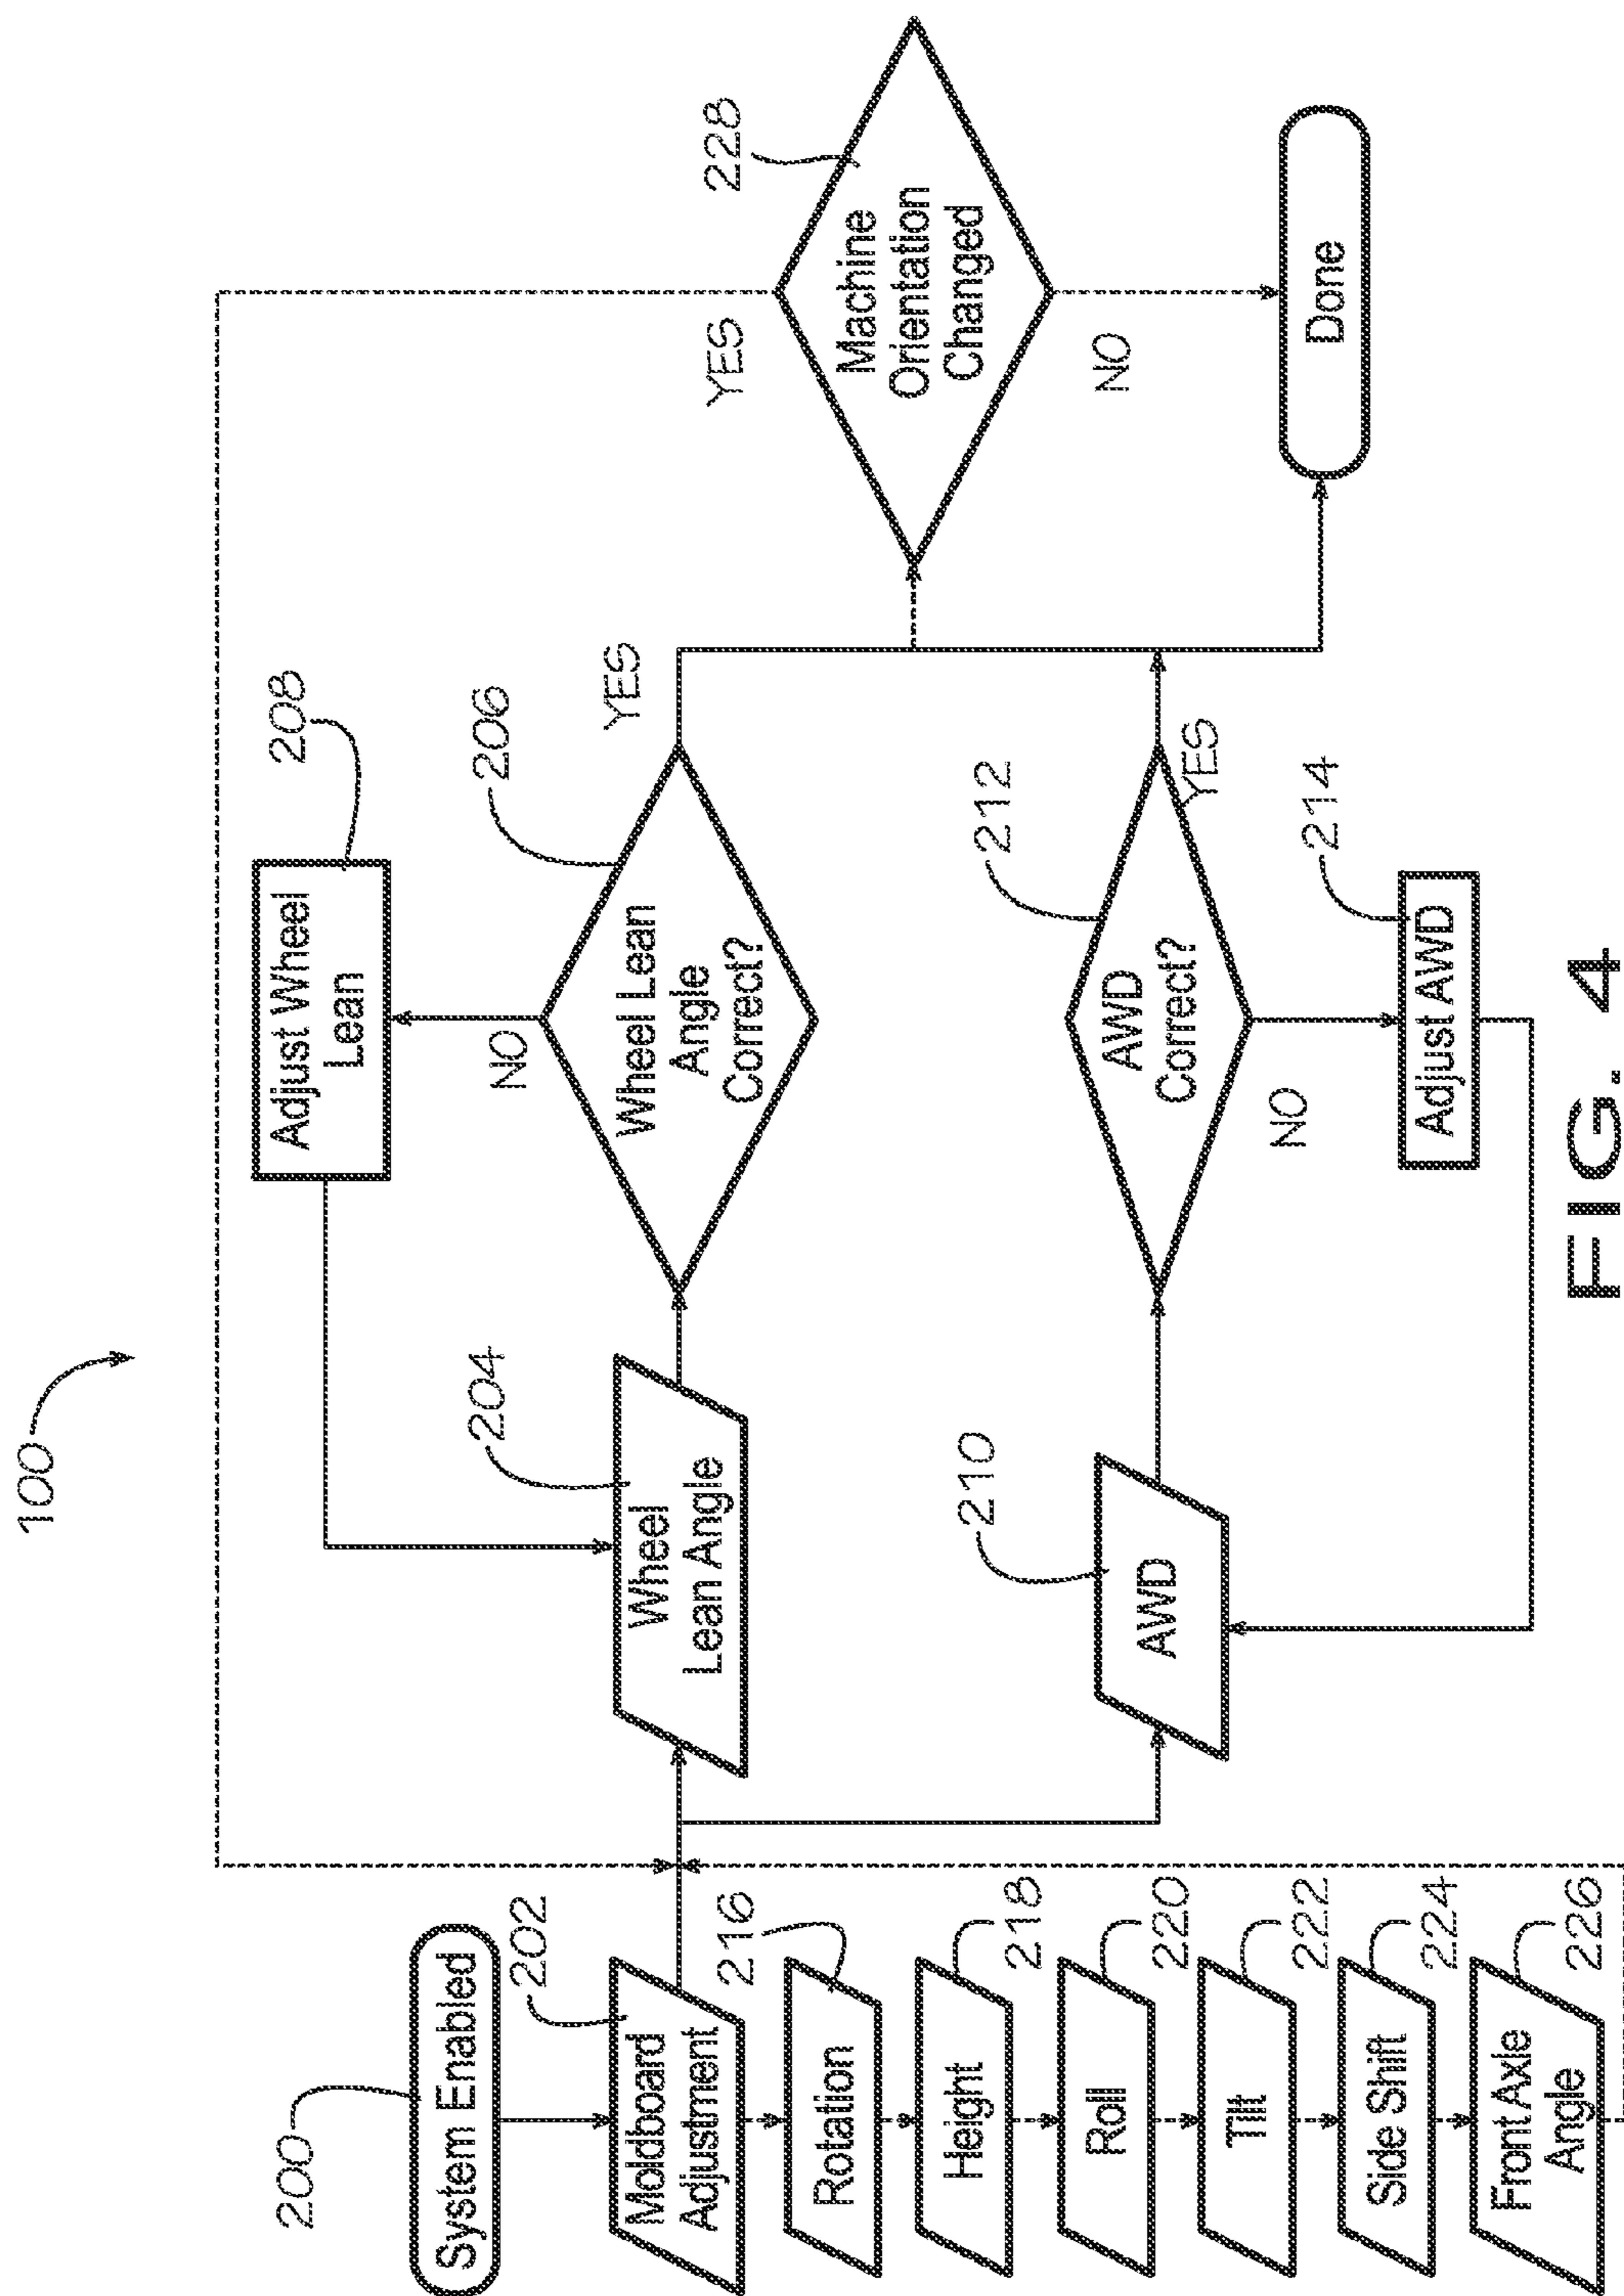 100
200
System Enabled
202
Moldboard
Adjustment
216
Rotation
Height
218
Roll
220
Tilt
222
Side Shift
224
Front Axle
Angle
226
204
Wheel
Lean Angle
210
AWD
208
Adjust Wheel
Lean
NO
206
Wheel Lean
Angle
Correct?
YES
212
AWD
Correct?
YES
NO
214
Adjust AWD
228
Machine
Orientation
Changed
YES
NO
Done
FIG. 4